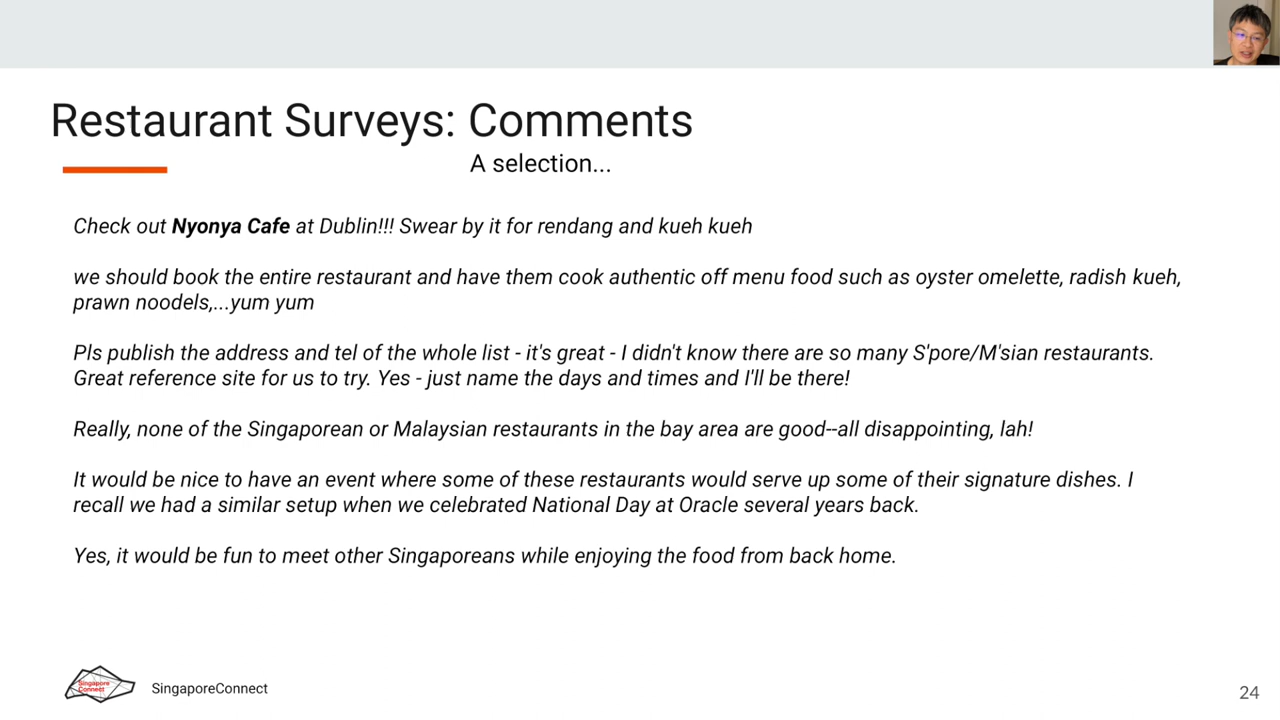 Restaurant Surveys: Comments
A selection...
Check out Nyonya Cafe at Dublin!!! Swear by it for rendang and kueh kueh
we should book the entire restaurant and have them cook authentic off menu food such as oyster omelette, radish kueh,
prawn noodels,...yum yum
Pls publish the address and tel of the whole list - it's great - I didn't know there are so many S'pore/M'sian restaurants.
Great reference site for us to try. Yes - just name the days and times and I'll be there!
Really, none of the Singaporean or Malaysian restaurants in the bay area are good--all disappointing, lah!
It would be nice to have an event where some of these restaurants would serve up some of their signature dishes. I
recall we had a similar setup when we celebrated National Day at Oracle several years back.
Yes, it would be fun to meet other Singaporeans while enjoying the food from back home.
Singapore
Connect
SingaporeConnect
24